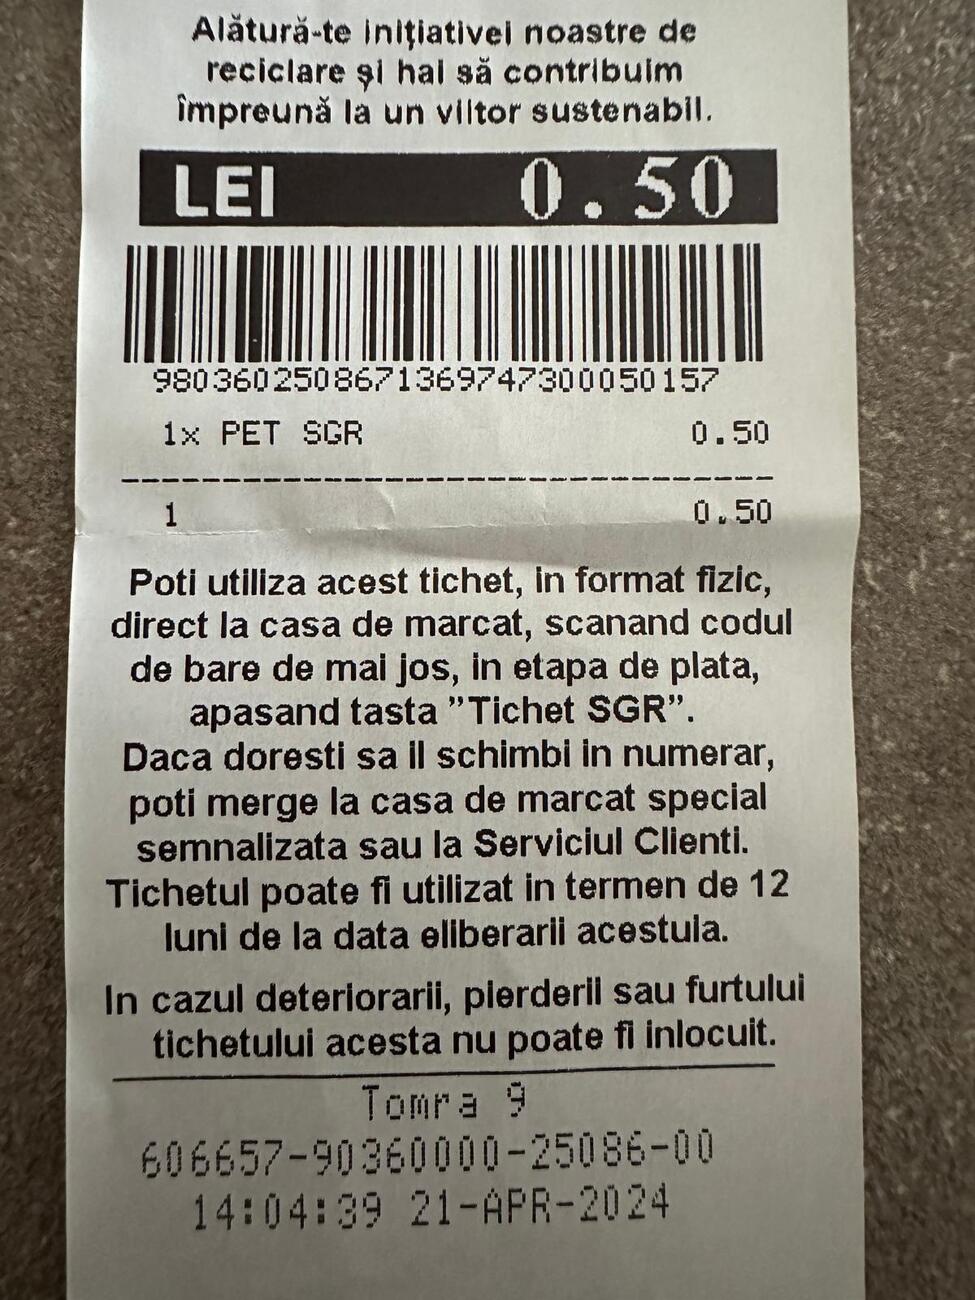 Alătură-te inițiativei noastre de
reciclare și hai să contribuim
împreună la un viitor sustenabil.
LEI 0.50
98036025086713697473000050157
1x PET SGR 0.50
1 0.50
Poti utiliza acest tichet, in format fizic,
direct la casa de marcat, scanand codul
de bare de mai jos, in etapa de plata,
apasand tasta ”Tichet SGR”.
Daca doresti sa il schimbi in numerar,
poti merge la casa de marcat special
semnalizata sau la Serviciul Clienti.
Tichetul poate fi utilizat in termen de 12
luni de la data eliberarii acestuia.
In cazul deteriorarii, pierderii sau furtului
tichetului acesta nu poate fi inlocuit.
Tomra 9
606657-90360000-25086-00
14:04:39 21-APR-2024